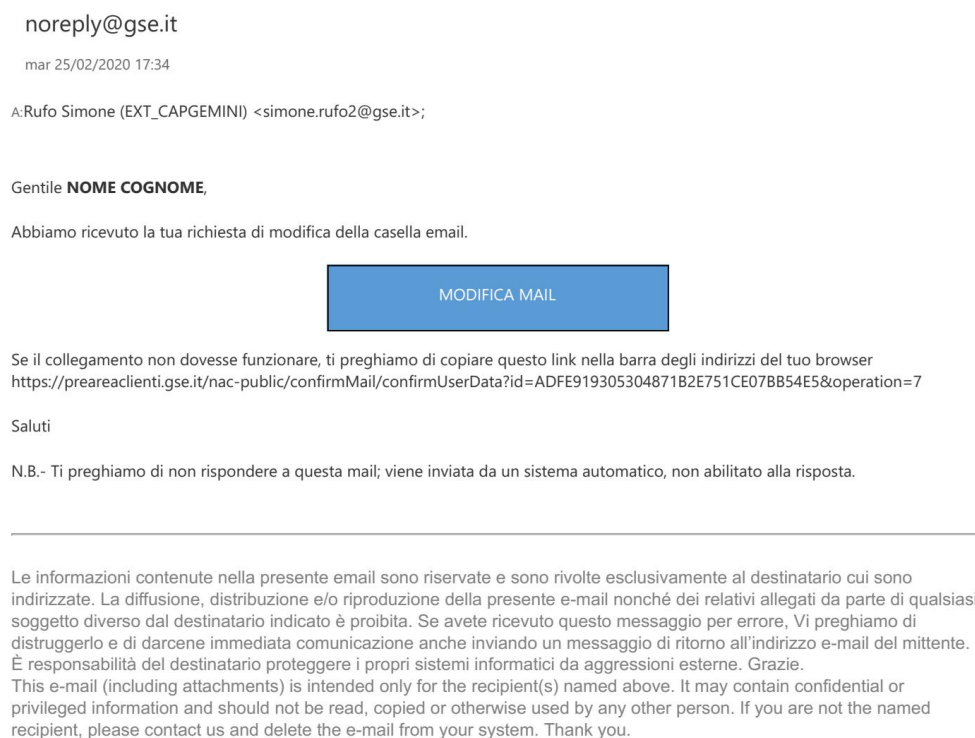 noreply@gse.it
mar 25/02/2020 17:34
A:Rufo Simone (EXT_CAPGEMINI) <simone.rufo2@gse.it>;
Gentile NOME COGNOME,
Abbiamo ricevuto la tua richiesta di modifica della casella email.
MODIFICA MAIL
Se il collegamento non dovesse funzionare, ti preghiamo di copiare questo link nella barra degli indirizzi del tuo browser
https://preareaclienti.gse.it/nac-public/confirmMail/confirmUserData?id=ADFE919305304871B2E751CE07BB54E5&operation=7
Saluti
N.B.- Ti preghiamo di non rispondere a questa mail; viene inviata da un sistema automatico, non abilitato alla risposta.
Le informazioni contenute nella presente email sono riservate e sono rivolte esclusivamente al destinatario cui sono
indirizzate. La diffusione, distribuzione e/o riproduzione della presente e-mail nonché dei relativi allegati da parte di qualsiasi
soggetto diverso dal destinatario indicato è proibita. Se avete ricevuto questo messaggio per errore, Vi preghiamo di
distruggerlo e di darcene immediata comunicazione anche inviando un messaggio di ritorno all'indirizzo e-mail del mittente.
È responsabilità del destinatario proteggere i propri sistemi informatici da aggressioni esterne. Grazie.
This e-mail (including attachments) is intended only for the recipient(s) named above. It may contain confidential or
privileged information and should not be read, copied or otherwise used by any other person. If you are not the named
recipient, please contact us and delete the e-mail from your system. Thank you.